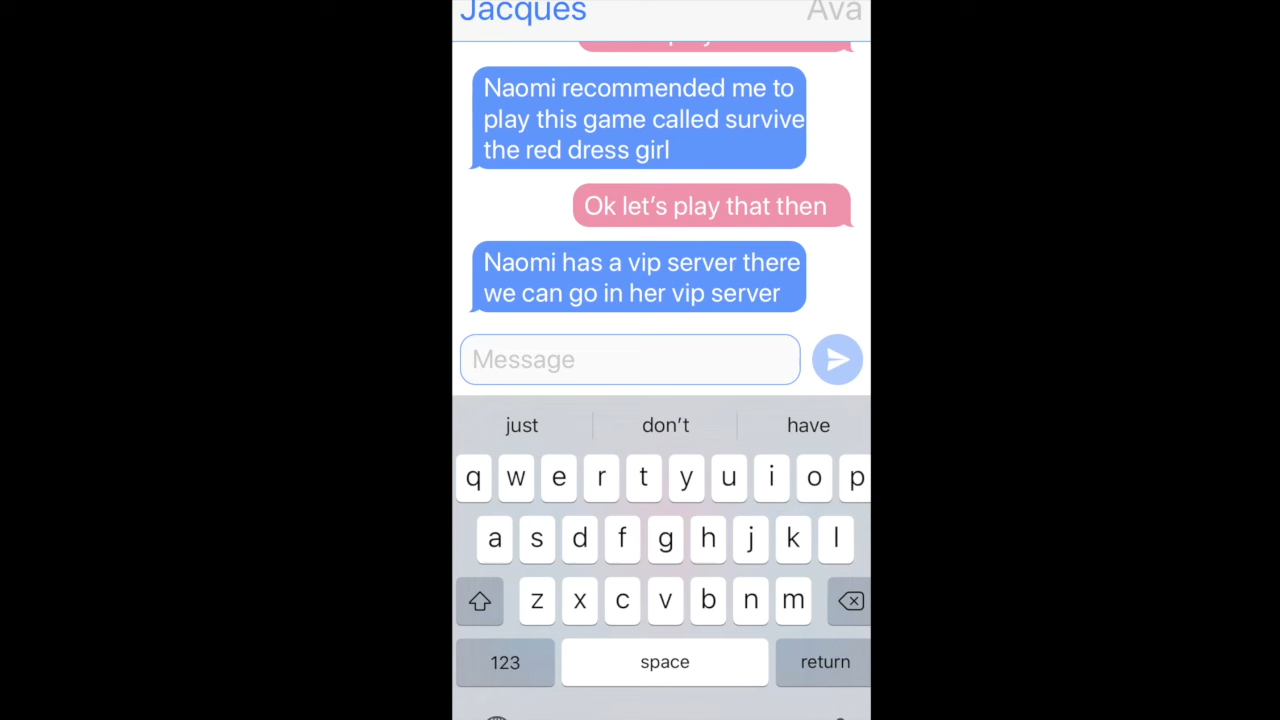 Jacques Ava
Naomi recommended me to
play this game called survive
the red dress girl
Ok let's play that then
Naomi has a vip server there
we can go in her vip server
Message
just don't have
q w e r t y u i o p
a s d f g h j k l
z x c v b n m
123 space return